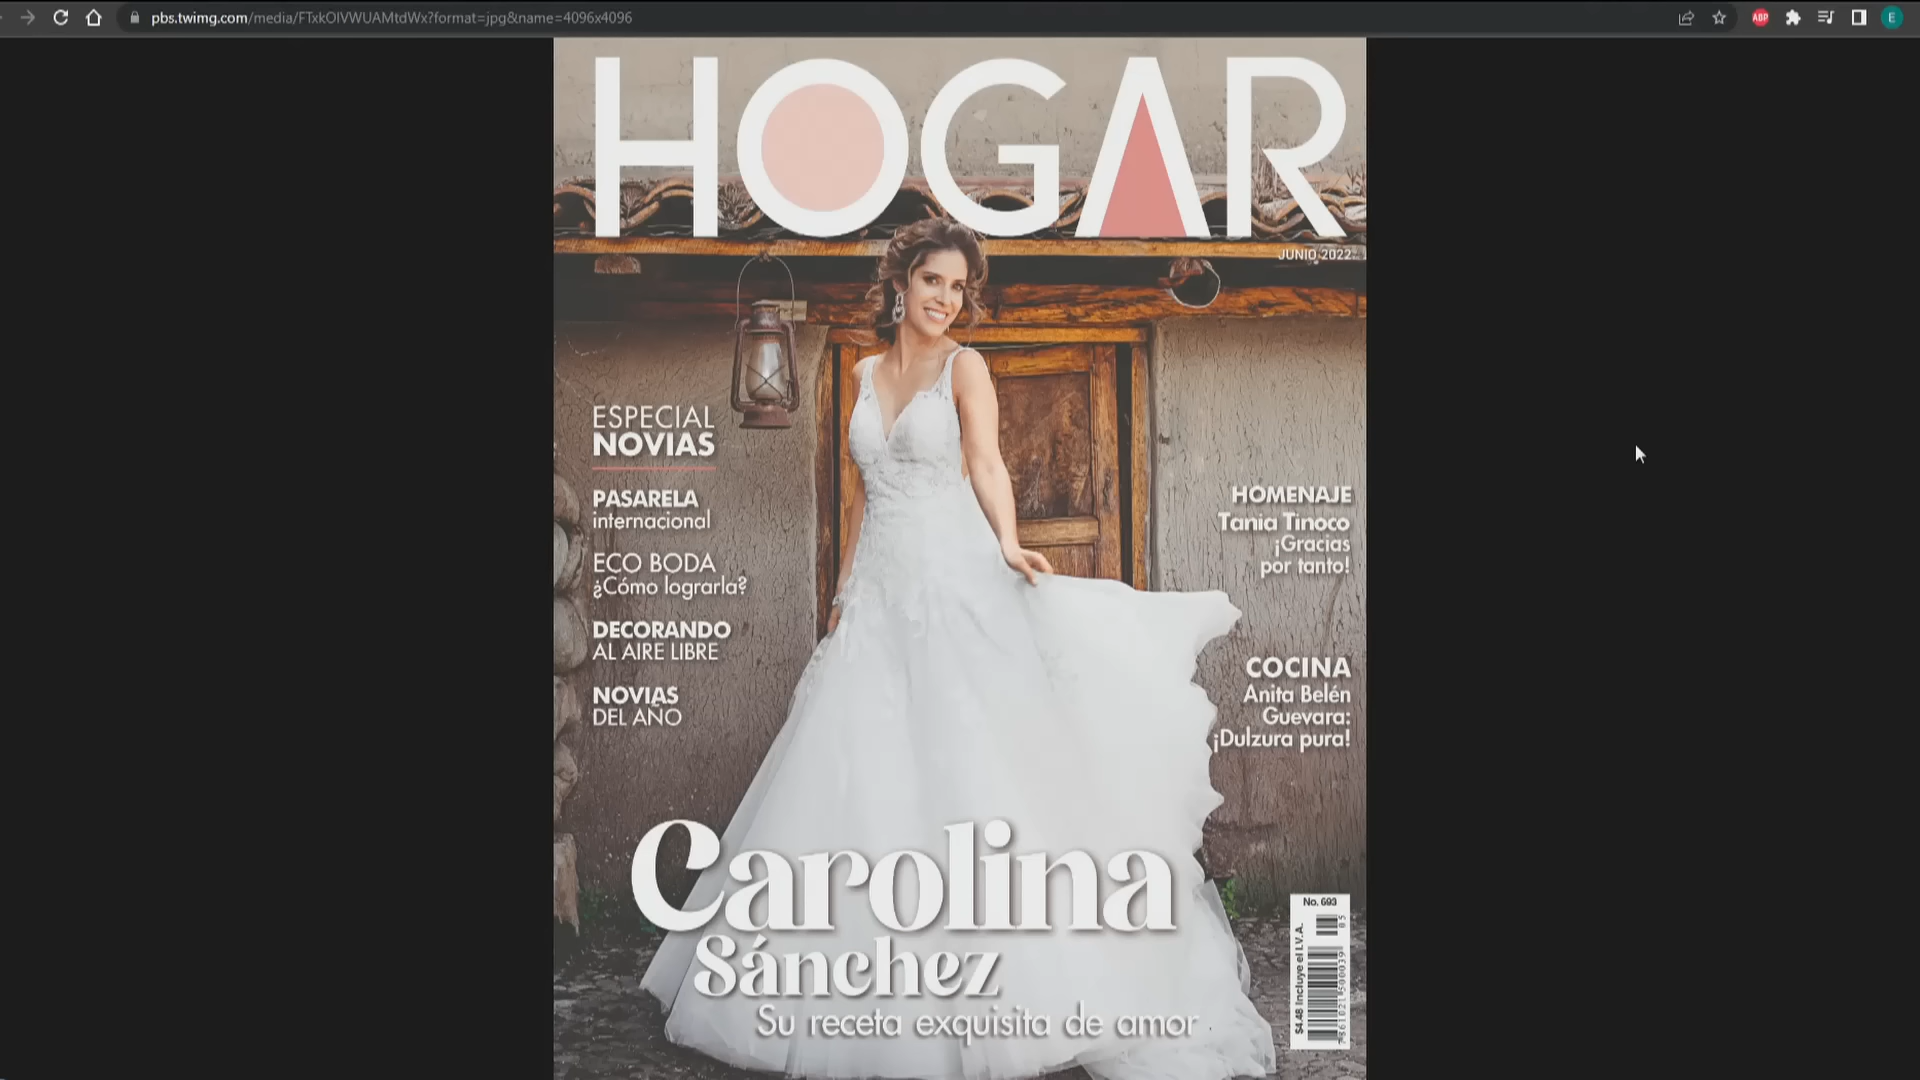 pbs.twimg.com/media/FTxkOIVWUAMtdWx?format=jpg&name=4096x4096
ABP
E
HOGAR
JUNIO 2022
ESPECIAL
NOVIAS
PASARELA
internacional
ECO BODA
¿Cómo lograrla?
DECORANDO
AL AIRE LIBRE
NOVIAS
DEL AÑO
HOMENAJE
Tania Tinoco
¡Gracias
por tanto!
COCINA
Anita Belén
Guevara:
¡Dulzura pura!
Carolina
Sánchez
Su receta exquisita de amor
No. 693
$4.48 Incluye el I.V.A.
05